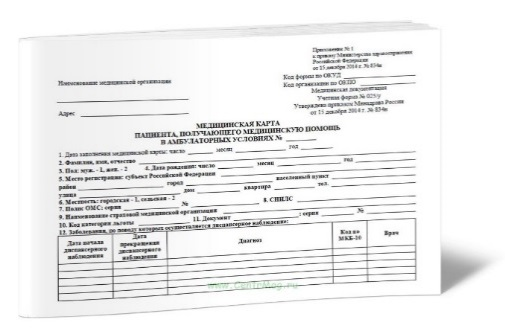 Приложение № 1
к приказу Министерства здравоохранения
Российской Федерации
от 15 декабря 2014 г. № 834н
Наименование медицинской организации
Код формы по ОКУД
Код организации по ОКПО
Медицинская документация
Учетная форма № 025/у
Адрес
Утверждена приказом Минздрава России
от 15 декабря 2014 г. № 834н
МЕДИЦИНСКАЯ КАРТА
ПАЦИЕНТА, ПОЛУЧАЮЩЕГО МЕДИЦИНСКУЮ ПОМОЩЬ
В АМБУЛАТОРНЫХ УСЛОВИЯХ №
1. Дата заполнения медицинской карты: число месяц год
2. Фамилия, имя, отчество
3. Пол: муж. - 1, жен. - 2 4. Дата рождения: число месяц год
5. Место регистрации: субъект Российской Федерации
район город населенный пункт
улица дом квартира тел.
6. Местность: городская - 1, сельская - 2
7. Полис ОМС: серия № 8. СНИЛС
9. Наименование страховой медицинской организации
10. Код категории льготы 11. Документ : серия №
12. Заболевания, по поводу которых осуществляется диспансерное наблюдение:
Дата начала диспансерного наблюдения
Дата прекращения диспансерного наблюдения
Диагноз
Код по МКБ-10
Врач
www.CentrMag.ru